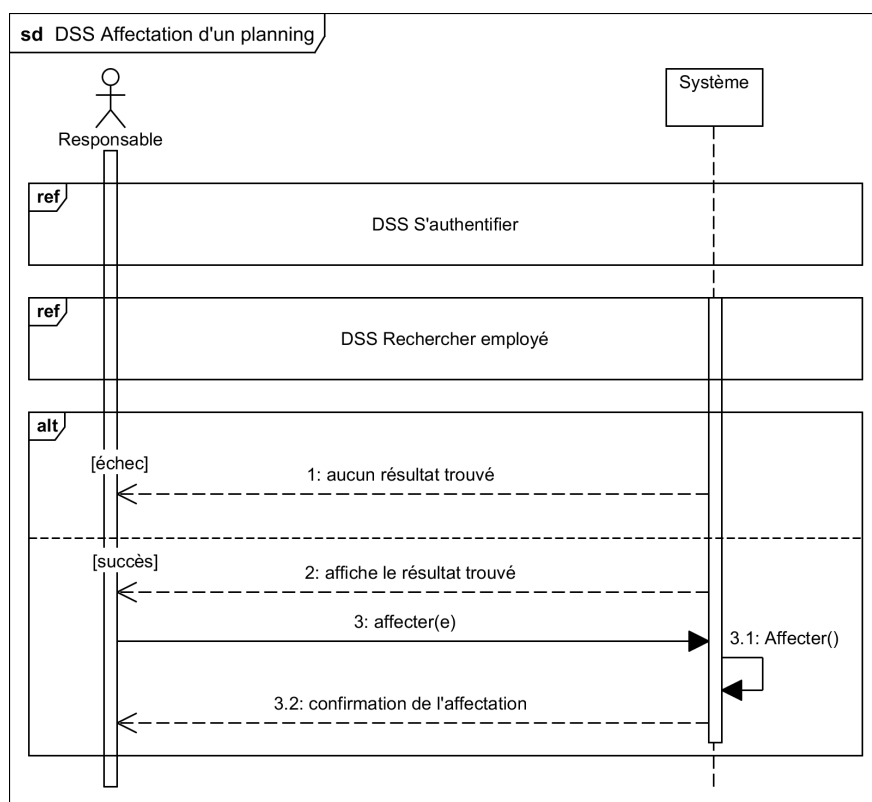 sd DSS Affectation d'un planning
Système
Responsable
ref
DSS S'authentifier
ref
DSS Rechercher employé
alt
[échec]
1: aucun résultat trouvé
[succès]
2: affiche le résultat trouvé
3: affecter(e)
3.1: Affecter()
3.2: confirmation de l'affectation